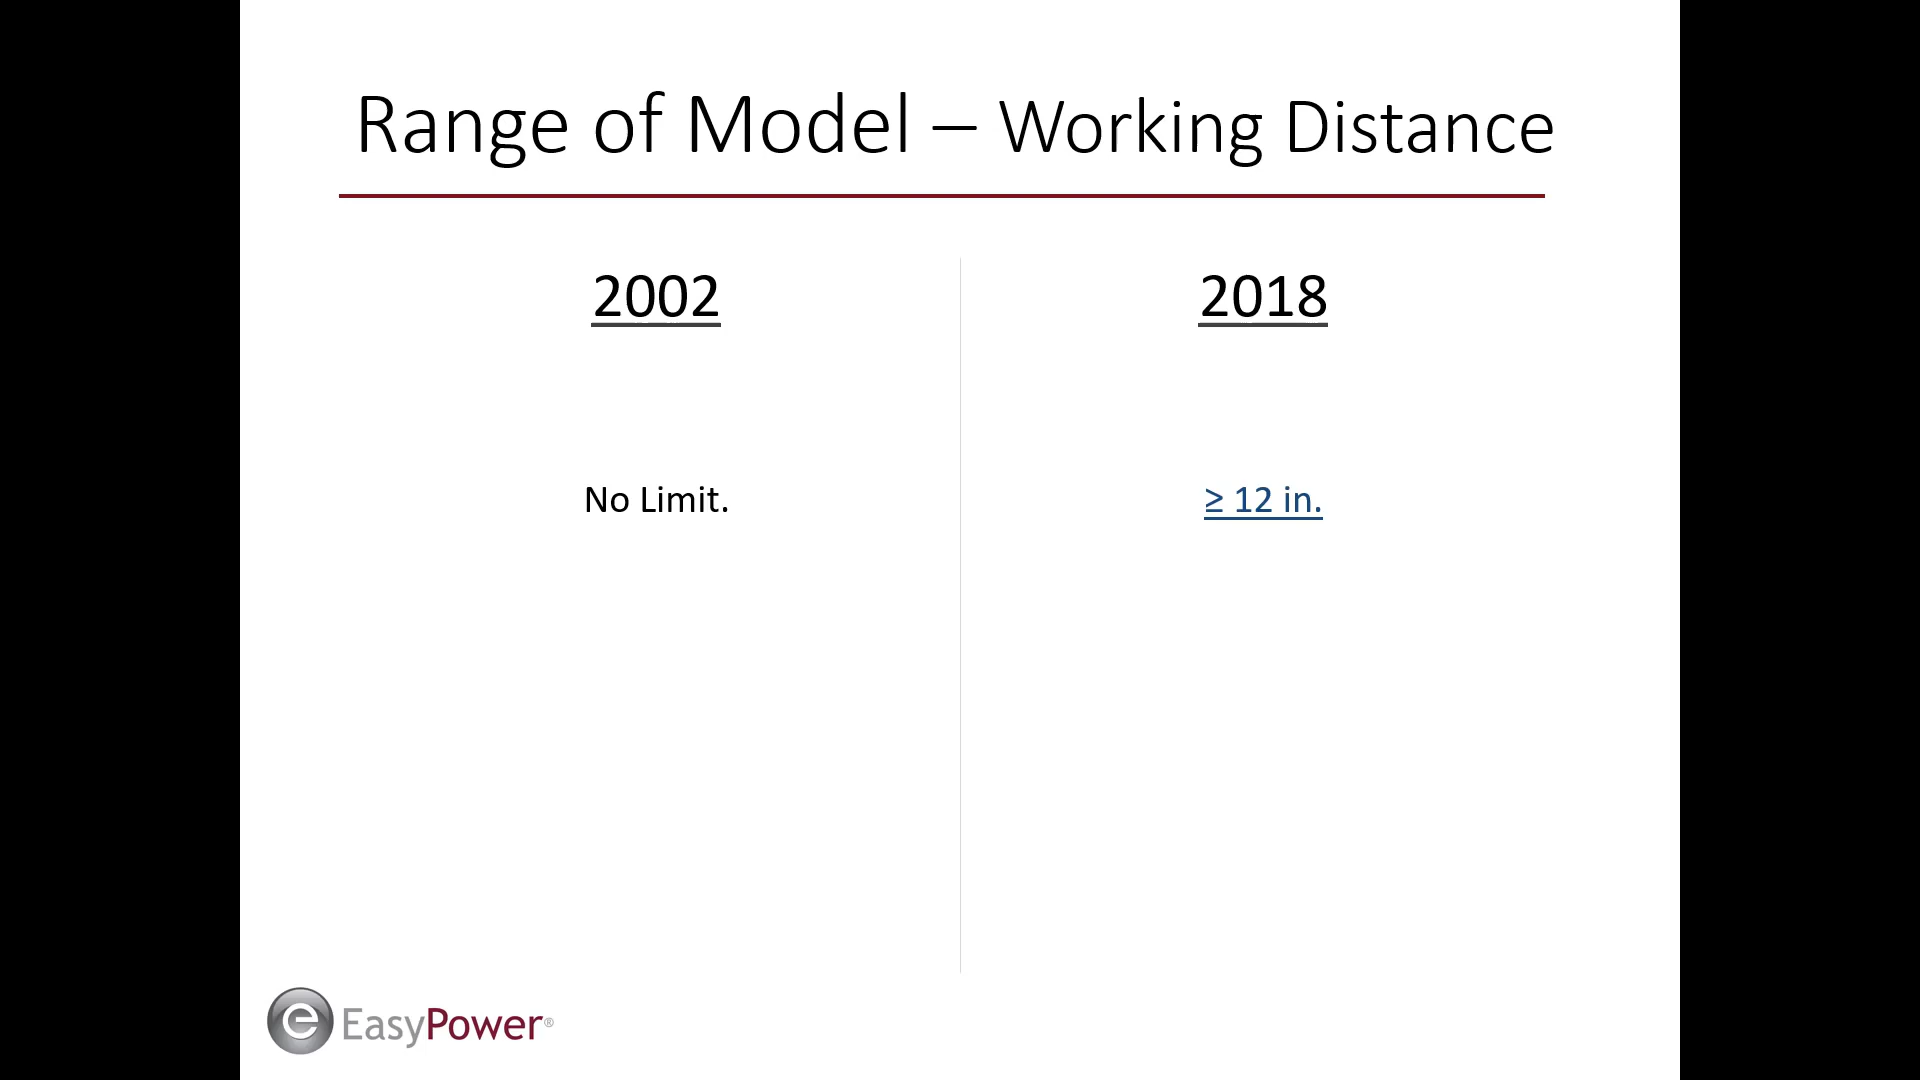 Range of Model – Working Distance
2002
2018
No Limit.
≥ 12 in.
e EasyPower®